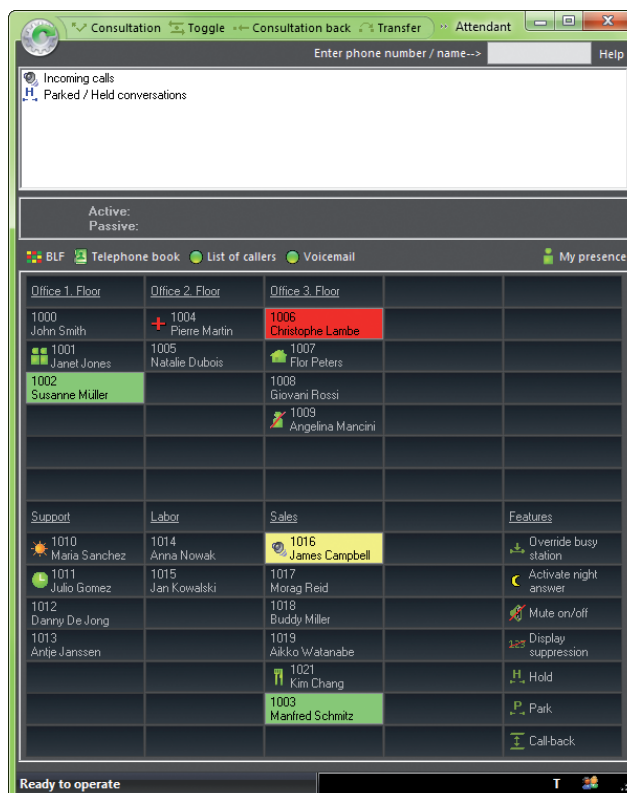 Consultation Toggle Consultation back Transfer Attendant
Enter phone number / name--> Help
Incoming calls
H Parked / Held conversations
Active:
Passive:
BLF Telephone book List of callers Voicemail My presence
Office 1. Floor Office 2. Floor Office 3. Floor
1000 1004 1006
John Smith Pierre Martin Christophe Lambe
1001 1005 1007
Janet Jones Natalie Dubois Flor Peters
1002 1008
Susanne Müller Giovani Rossi
1009
Angelina Mancini
Support Labor Sales Features
1010 1014 1016 Override busy
Maria Sanchez Anna Nowak James Campbell station
1011 1015 1017 Activate night
Julio Gomez Jan Kowalski Morag Reid answer
1012 1018 Mute on/off
Danny De Jong Buddy Miller
1013 1019 123 Display
Antje Janssen Aikko Watanabe suppression
1021 H Hold
Kim Chang
1003 P Park
Manfred Schmitz
Call-back
Ready to operate T